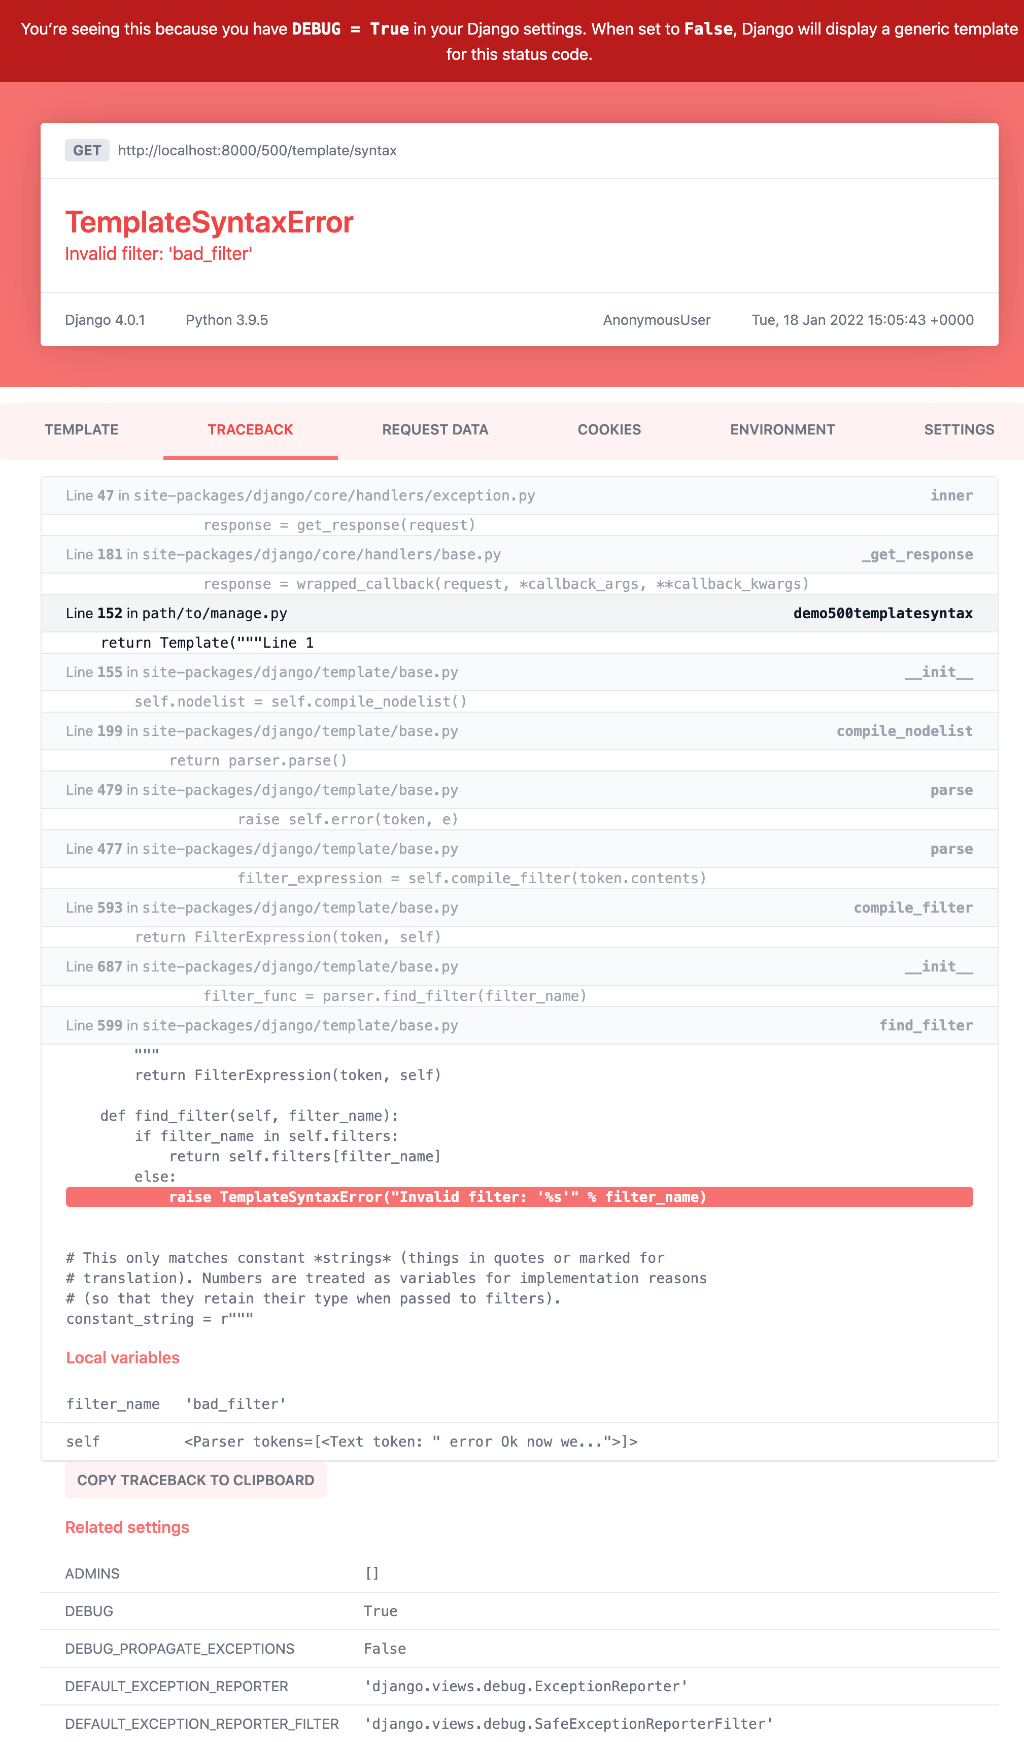 You're seeing this because you have DEBUG = True in your Django settings. When set to False, Django will display a generic template
for this status code.
GET http://localhost:8000/500/template/syntax
TemplateSyntaxError
Invalid filter: 'bad_filter'
Django 4.0.1 Python 3.9.5 AnonymousUser Tue, 18 Jan 2022 15:05:43 +0000
TEMPLATE TRACEBACK REQUEST DATA COOKIES ENVIRONMENT SETTINGS
Line 47 in site-packages/django/core/handlers/exception.py inner
response = get_response(request)
Line 181 in site-packages/django/core/handlers/base.py _get_response
response = wrapped_callback(request, *callback_args, **callback_kwargs)
Line 152 in path/to/manage.py demo500templatesyntax
return Template("""Line 1
Line 155 in site-packages/django/template/base.py __init__
self.nodelist = self.compile_nodelist()
Line 199 in site-packages/django/template/base.py compile_nodelist
return parser.parse()
Line 479 in site-packages/django/template/base.py parse
raise self.error(token, e)
Line 477 in site-packages/django/template/base.py parse
filter_expression = self.compile_filter(token.contents)
Line 593 in site-packages/django/template/base.py compile_filter
return FilterExpression(token, self)
Line 687 in site-packages/django/template/base.py __init__
filter_func = parser.find_filter(filter_name)
Line 599 in site-packages/django/template/base.py find_filter
"""
return FilterExpression(token, self)
def find_filter(self, filter_name):
if filter_name in self.filters:
return self.filters[filter_name]
else:
raise TemplateSyntaxError("Invalid filter: '%s'" % filter_name)
# This only matches constant *strings* (things in quotes or marked for
# translation). Numbers are treated as variables for implementation reasons
# (so that they retain their type when passed to filters).
constant_string = r"""
Local variables
filter_name 'bad_filter'
self <Parser tokens=[<Text token: " error Ok now we...">]>
COPY TRACEBACK TO CLIPBOARD
Related settings
ADMINS []
DEBUG True
DEBUG_PROPAGATE_EXCEPTIONS False
DEFAULT_EXCEPTION_REPORTER 'django.views.debug.ExceptionReporter'
DEFAULT_EXCEPTION_REPORTER_FILTER 'django.views.debug.SafeExceptionReporterFilter'